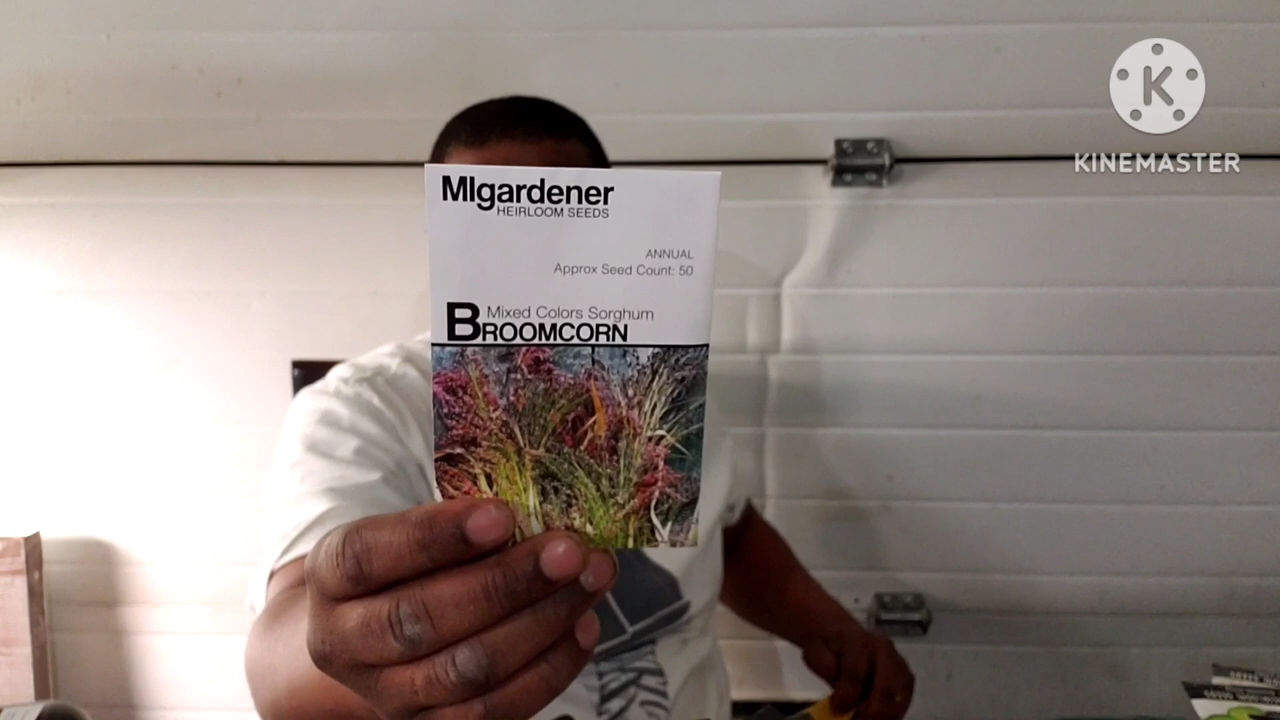 MIgardener
HEIRLOOM SEEDS
ANNUAL
Approx Seed Count: 50
Mixed Colors Sorghum
BROOMCORN
K
KINEMASTER